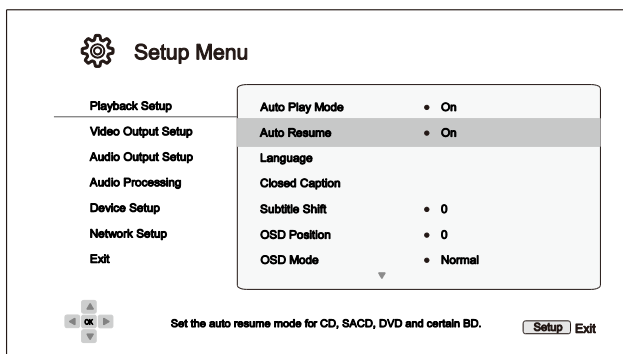 Setup Menu
Playback Setup
Video Output Setup
Audio Output Setup
Audio Processing
Device Setup
Network Setup
Exit
Auto Play Mode • On
Auto Resume • On
Language
Closed Caption
Subtitle Shift • 0
OSD Position • 0
OSD Mode • Normal
OK
Set the auto resume mode for CD, SACD, DVD and certain BD.
Setup Exit